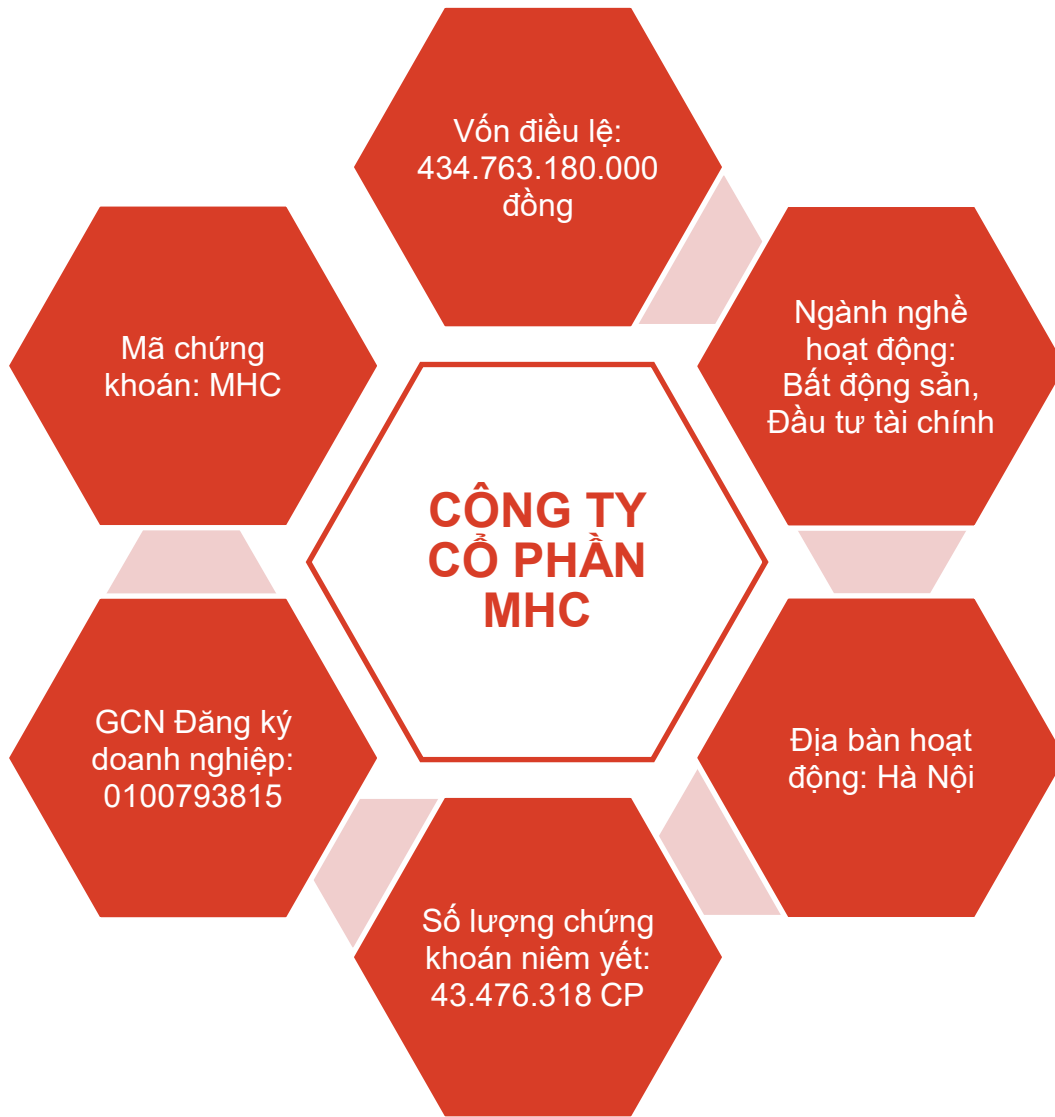 Vốn điều lệ:
434.763.180.000
đồng
Ngành nghề
hoạt động:
Bất động sản,
Đầu tư tài chính
Mã chứng
khoán: MHC
CÔNG TY
CỔ PHẦN
MHC
GCN Đăng ký
doanh nghiệp:
0100793815
Địa bàn hoạt
động: Hà Nội
Số lượng chứng
khoán niêm yết:
43.476.318 CP